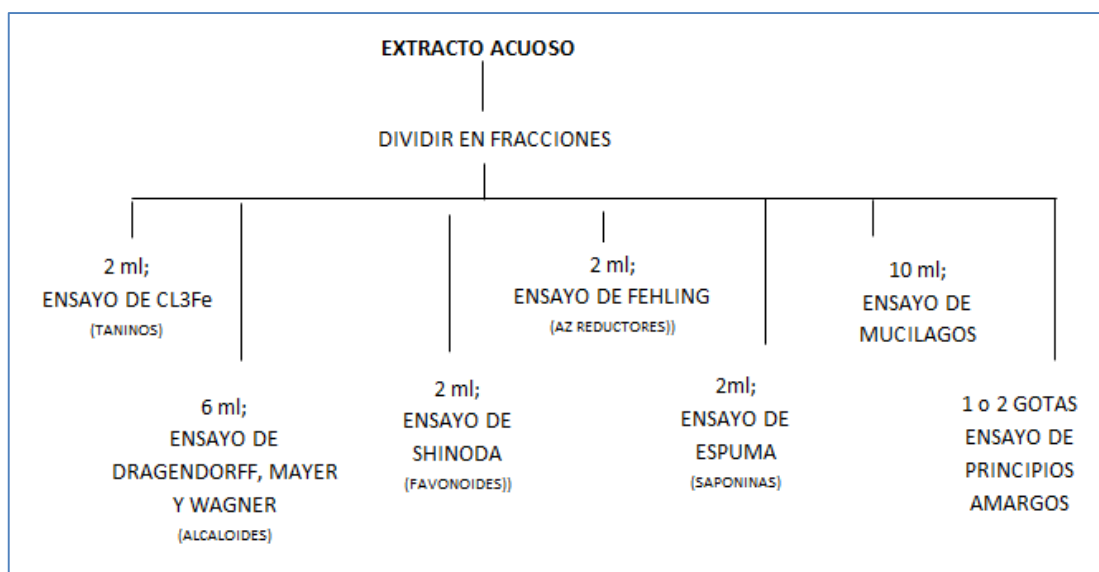 EXTRACTO ACUOSO
DIVIDIR EN FRACCIONES
2 ml;
ENSAYO DE CL3Fe
(TANINOS)
6 ml;
ENSAYO DE
DRAGENDORFF, MAYER
Y WAGNER
(ALCALOIDES)
2 ml;
ENSAYO DE
SHINODA
(FAVONOIDES))
2 ml;
ENSAYO DE FEHLING
(AZ REDUCTORES))
2ml;
ENSAYO DE
ESPUMA
(SAPONINAS)
10 ml;
ENSAYO DE
MUCILAGOS
1 o 2 GOTAS
ENSAYO DE
PRINCIPIOS
AMARGOS